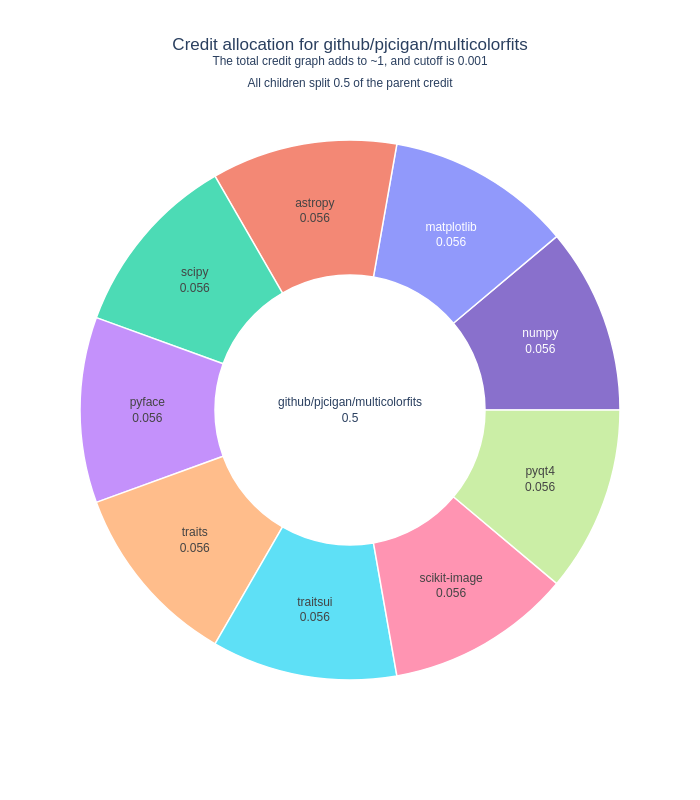 Credit allocation for github/pjcigan/multicolorfits
The total credit graph adds to ~1, and cutoff is 0.001
All children split 0.5 of the parent credit
astropy
0.056
matplotlib
0.056
scipy
0.056
numpy
0.056
pyface
0.056
github/pjcigan/multicolorfits
0.5
pyqt4
0.056
traits
0.056
scikit-image
0.056
traitsui
0.056